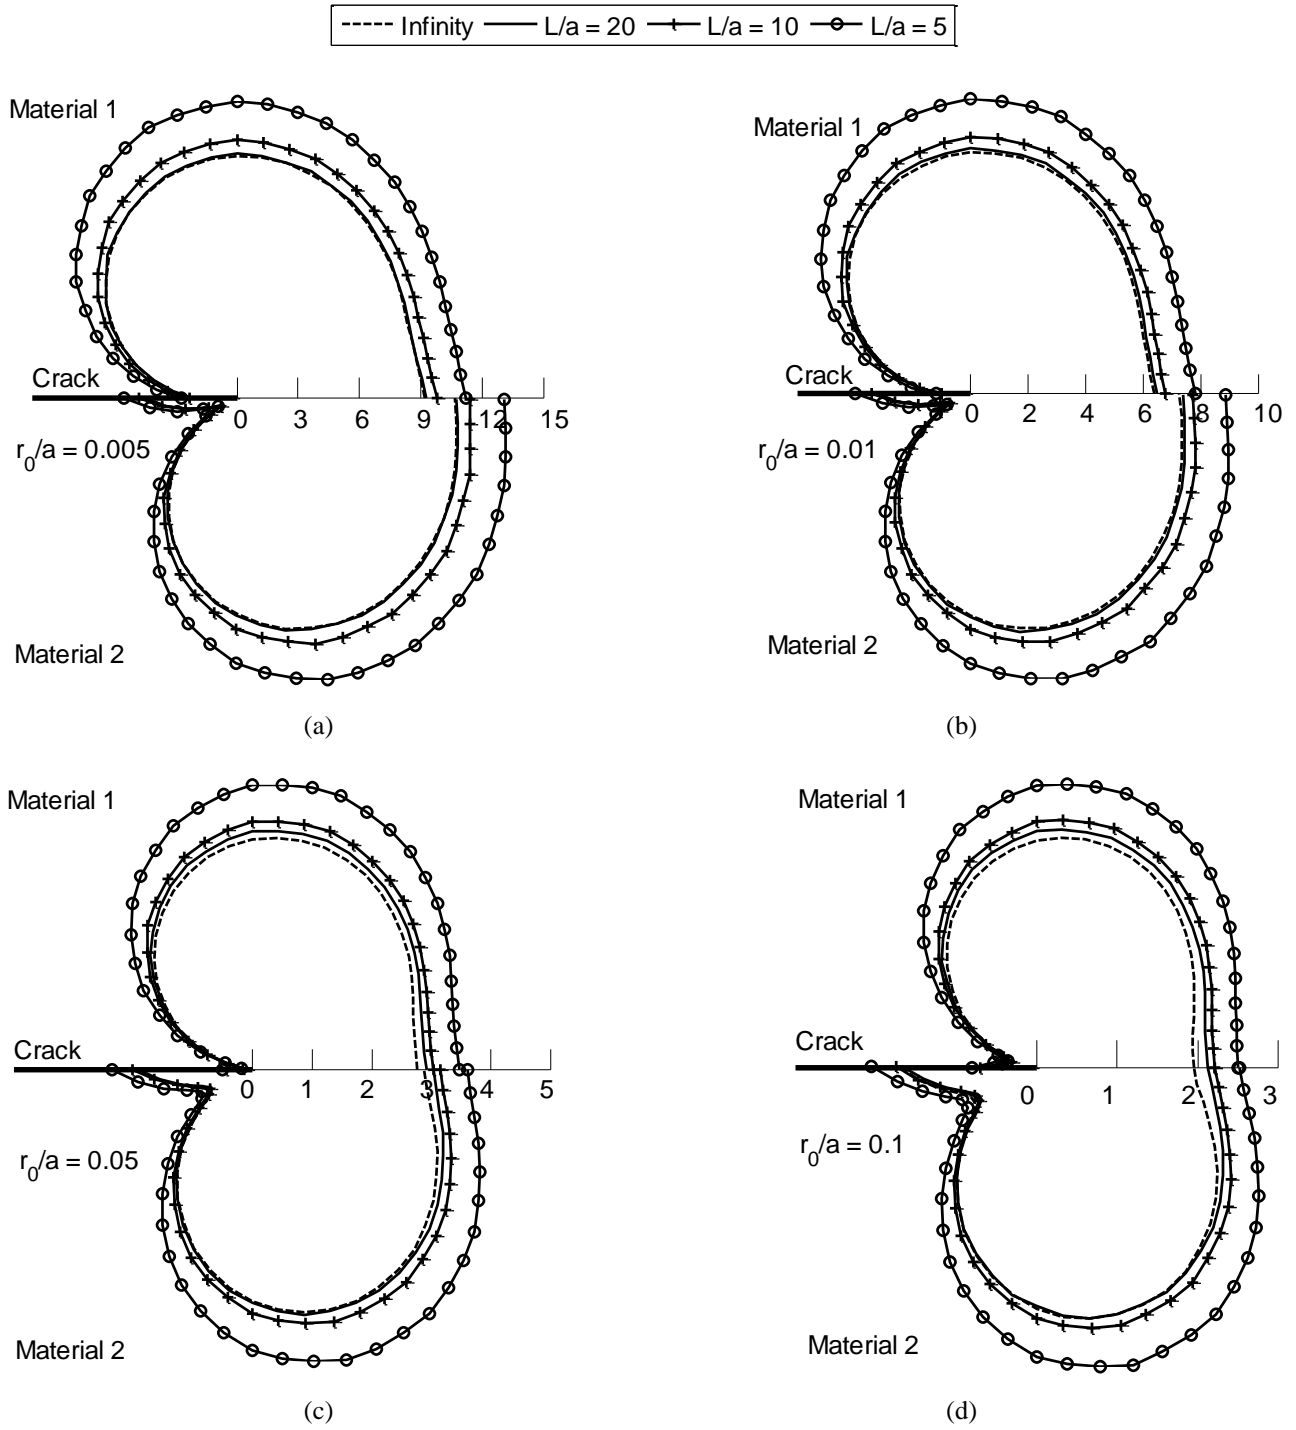 Infinity L/a = 20 L/a = 10 L/a = 5
Material 1
Material 1
Crack
Crack
0 3 6 9 12 15
0 2 4 6 8 10
r0/a = 0.005
r0/a = 0.01
Material 2
Material 2
(a)
(b)
Material 1
Material 1
Crack
Crack
0 1 2 3 4 5
0 1 2 3
r0/a = 0.05
r0/a = 0.1
Material 2
Material 2
(c)
(d)